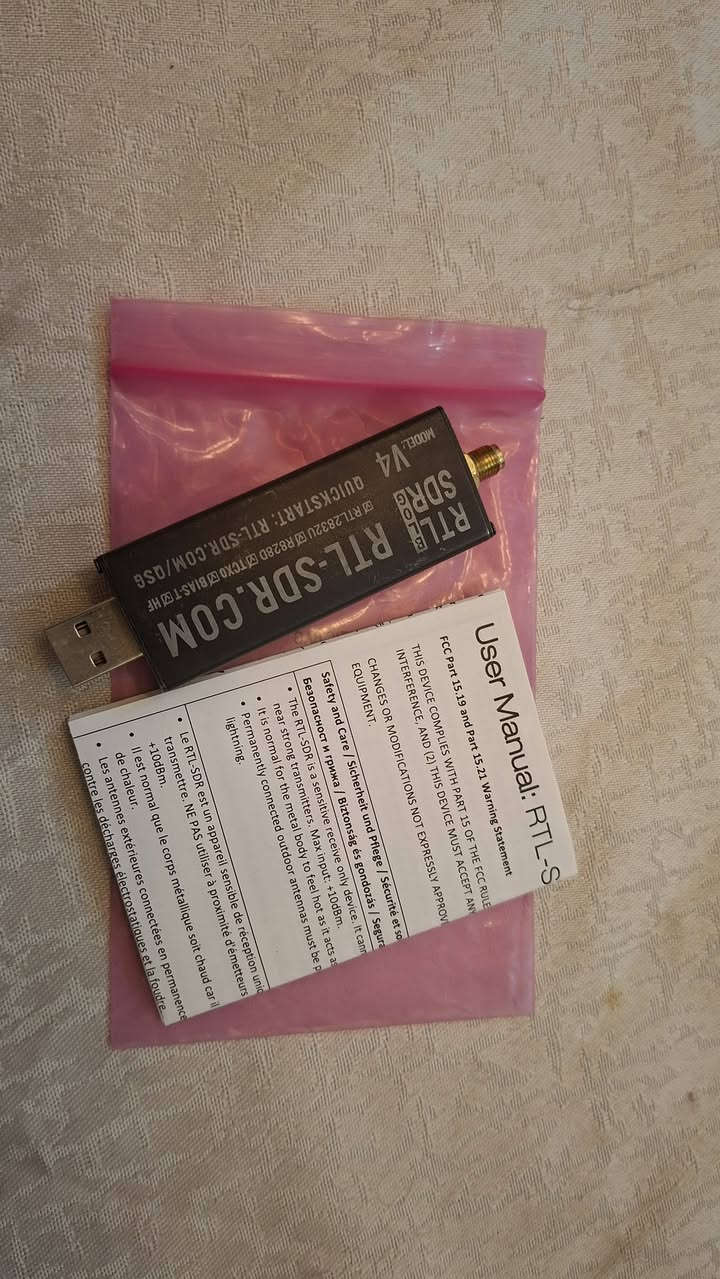 RTL
SDR
BLOG
MODEL: V4
RTL-SDR.COM
☑RTL2832U☑R828D☑TCXO☑BIAS-T☑HF
QUICKSTART: RTL-SDR.COM/QSG
User Manual: RTL-S
FCC Part 15.19 and Part 15.21 Warning Statement
THIS DEVICE COMPLIES WITH PART 15 OF THE FCC RULE
INTERFERENCE, AND (2) THIS DEVICE MUST ACCEPT AN
CHANGES OR MODIFICATIONS NOT EXPRESSLY APPROV
EQUIPMENT.
Safety and Care / Sicherheit und Pflege / Sécurité et so
Безопасност и грижа / Biztonság és gondozás / Segura
• The RTL-SDR is a sensitive receive only device. It cann
near strong transmitters. Max input: +10dBm.
• It is normal for the metal body to feel hot as it acts as
• Permanently connected outdoor antennas must be p
lightning.
• Le RTL-SDR est un appareil sensible de réception uniq
transmettre. NE PAS utiliser à proximité d'émetteurs
+10dBm.
• Il est normal que le corps métallique soit chaud car il
de chaleur.
• Les antennes extérieures connectées en permanence
contre les décharges électrostatiques et la foudre.